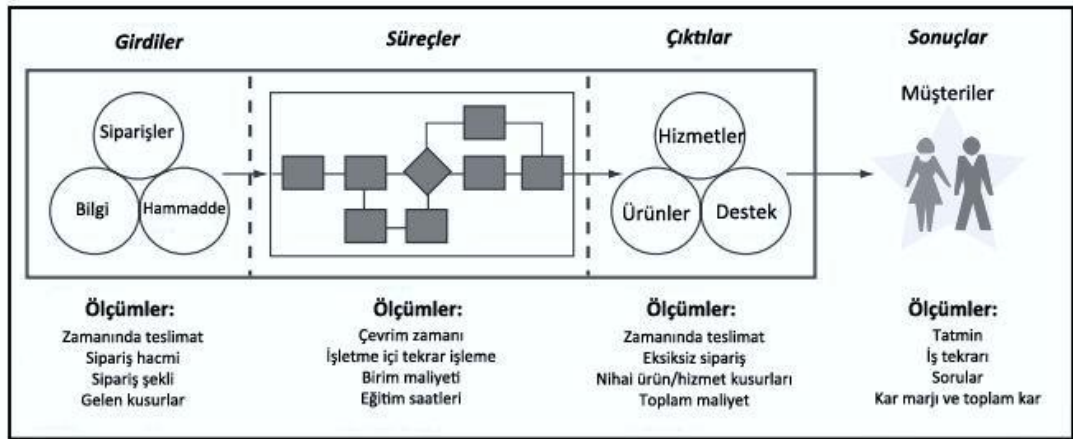 Girdiler
Süreçler
Çıktılar
Sonuçlar
Siparişler
Bilgi
Hammadde
Hizmetler
Ürünler
Destek
Müşteriler
Ölçümler:
Zamanında teslimat
Sipariş hacmi
Sipariş şekli
Gelen kusurlar
Ölçümler:
Çevrim zamanı
İşletme içi tekrar işleme
Birim maliyeti
Eğitim saatleri
Ölçümler:
Zamanında teslimat
Eksiksiz sipariş
Nihai ürün/hizmet kusurları
Toplam maliyet
Ölçümler:
Tatmin
İş tekrarı
Sorular
Kar marjı ve toplam kar